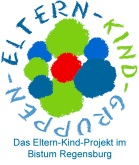 ELTERN-KIND-GRUPPEN-
Das Eltern-Kind-Projekt im
Bistum Regensburg